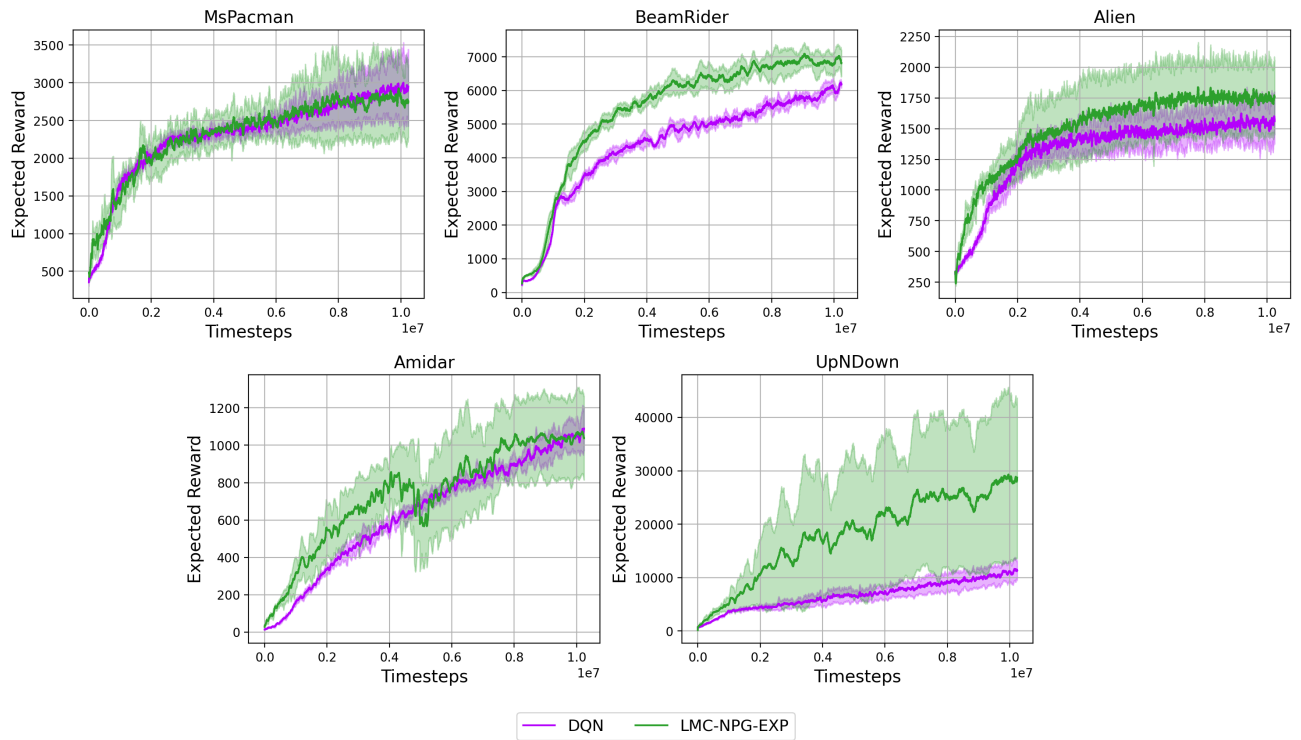 MsPacman
Expected Reward
3500
3000
2500
2000
1500
1000
500
0.0 0.2 0.4 0.6 0.8 1.0
1e7
Timesteps
BeamRider
Expected Reward
7000
6000
5000
4000
3000
2000
1000
0
0.0 0.2 0.4 0.6 0.8 1.0
1e7
Timesteps
Alien
Expected Reward
2250
2000
1750
1500
1250
1000
750
500
250
0.0 0.2 0.4 0.6 0.8 1.0
1e7
Timesteps
Amidar
Expected Reward
1200
1000
800
600
400
200
0
0.0 0.2 0.4 0.6 0.8 1.0
1e7
Timesteps
UpNDown
Expected Reward
40000
30000
20000
10000
0
0.0 0.2 0.4 0.6 0.8 1.0
1e7
Timesteps
DQN LMC-NPG-EXP